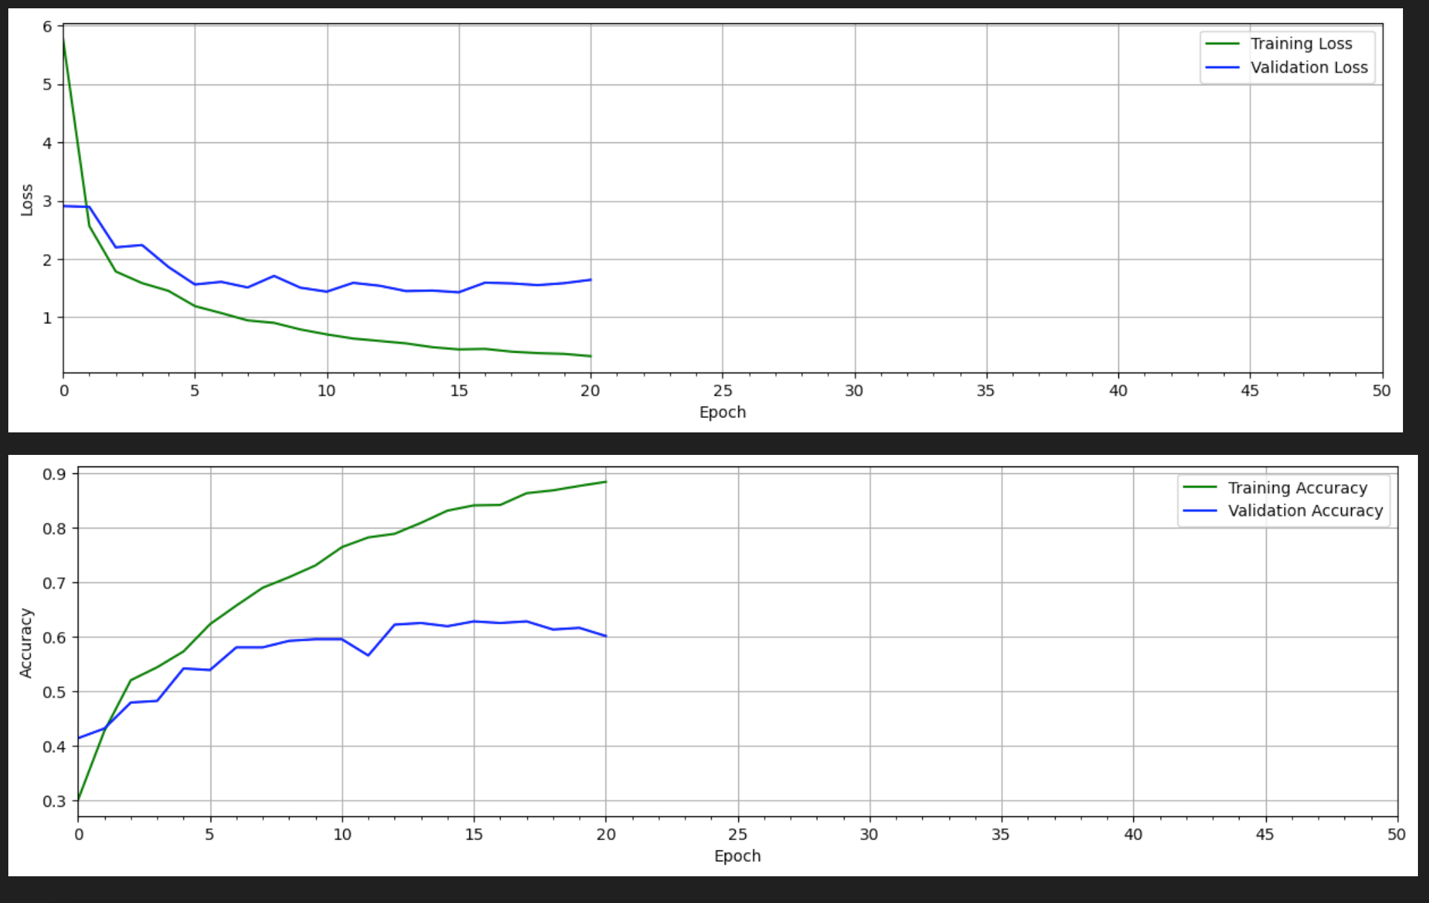 6
Training Loss
Validation Loss
5
4
3
2
1
Loss
0 5 10 15 20 25 30 35 40 45 50
Epoch
0.9
Training Accuracy
Validation Accuracy
0.8
0.7
0.6
0.5
0.4
0.3
Accuracy
0 5 10 15 20 25 30 35 40 45 50
Epoch